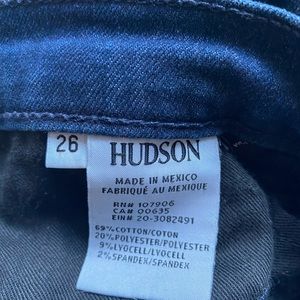 26
HUDSON
MADE IN MEXICO
FABRIQUÉ AU MEXIQUE
RN# 107906
CA# 00635
EIN # 20-3082491
69%COTTON/COTON
20%POLYESTER/POLYESTER
9%LYOCELL/LYOCELL
2%SPANDEX/SPANDEX